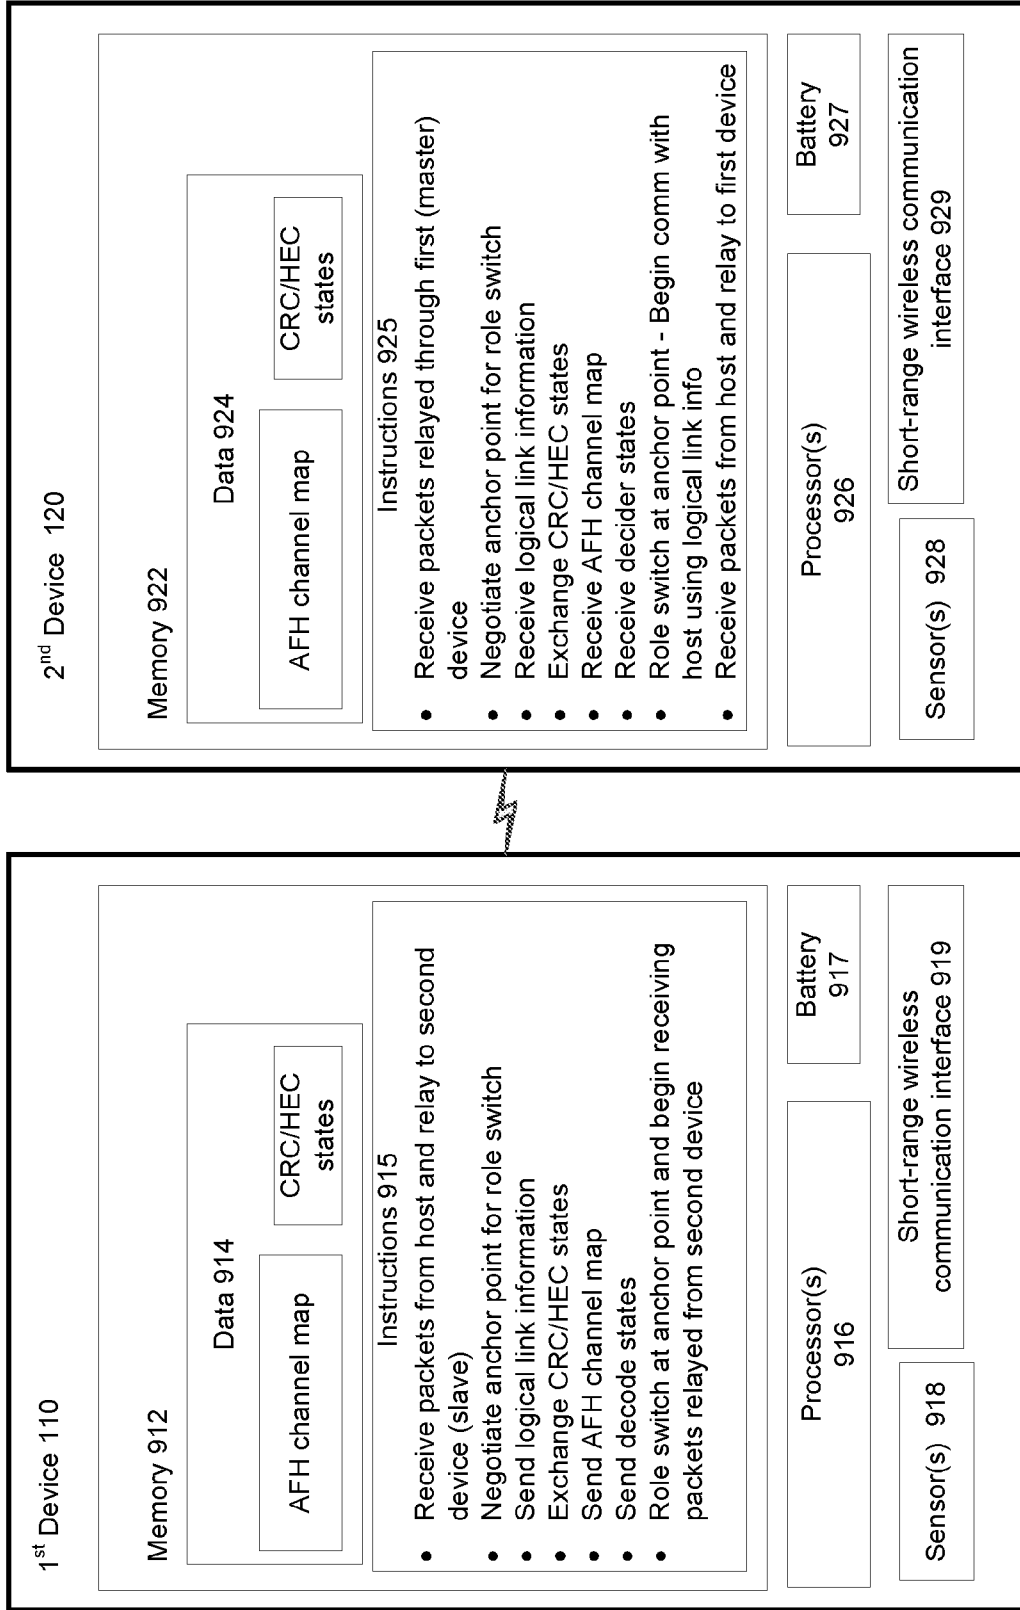 1st Device 110
Memory 912
Data 914
AFH channel map
CRC/HEC
states
Instructions 915
• Receive packets from host and relay to second
device (slave)
• Negotiate anchor point for role switch
• Send logical link information
• Exchange CRC/HEC states
• Send AFH channel map
• Send decode states
• Role switch at anchor point and begin receiving
packets relayed from second device
Processor(s)
916
Battery
917
Sensor(s) 918
Short-range wireless
communication interface 919
2nd Device 120
Memory 922
Data 924
AFH channel map
CRC/HEC
states
Instructions 925
• Receive packets relayed through first (master)
device
• Negotiate anchor point for role switch
• Receive logical link information
• Exchange CRC/HEC states
• Receive AFH channel map
• Receive decider states
• Role switch at anchor point - Begin comm with
host using logical link info
• Receive packets from host and relay to first device
Processor(s)
926
Battery
927
Sensor(s) 928
Short-range wireless communication
interface 929